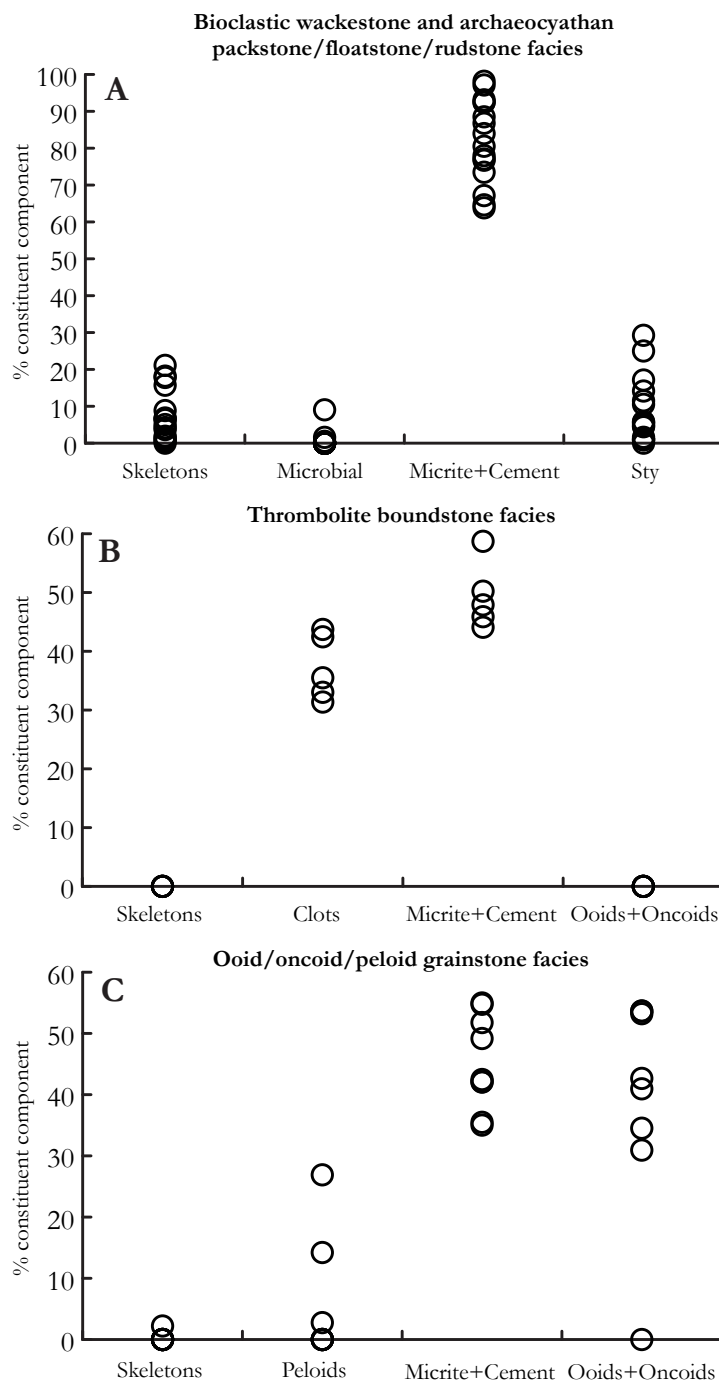 Bioclastic wackestone and archaeocyathan
packstone/floatstone/rudstone facies
A
% constituent component
100
90
80
70
60
50
40
30
20
10
0
Skeletons Microbial Micrite+Cement Sty
Thrombolite boundstone facies
B
% constituent component
60
50
40
30
20
10
0
Skeletons Clots Micrite+Cement Ooids+Oncoids
Ooid/oncoid/peloid grainstone facies
C
% constituent component
60
50
40
30
20
10
0
Skeletons Peloids Micrite+Cement Ooids+Oncoids